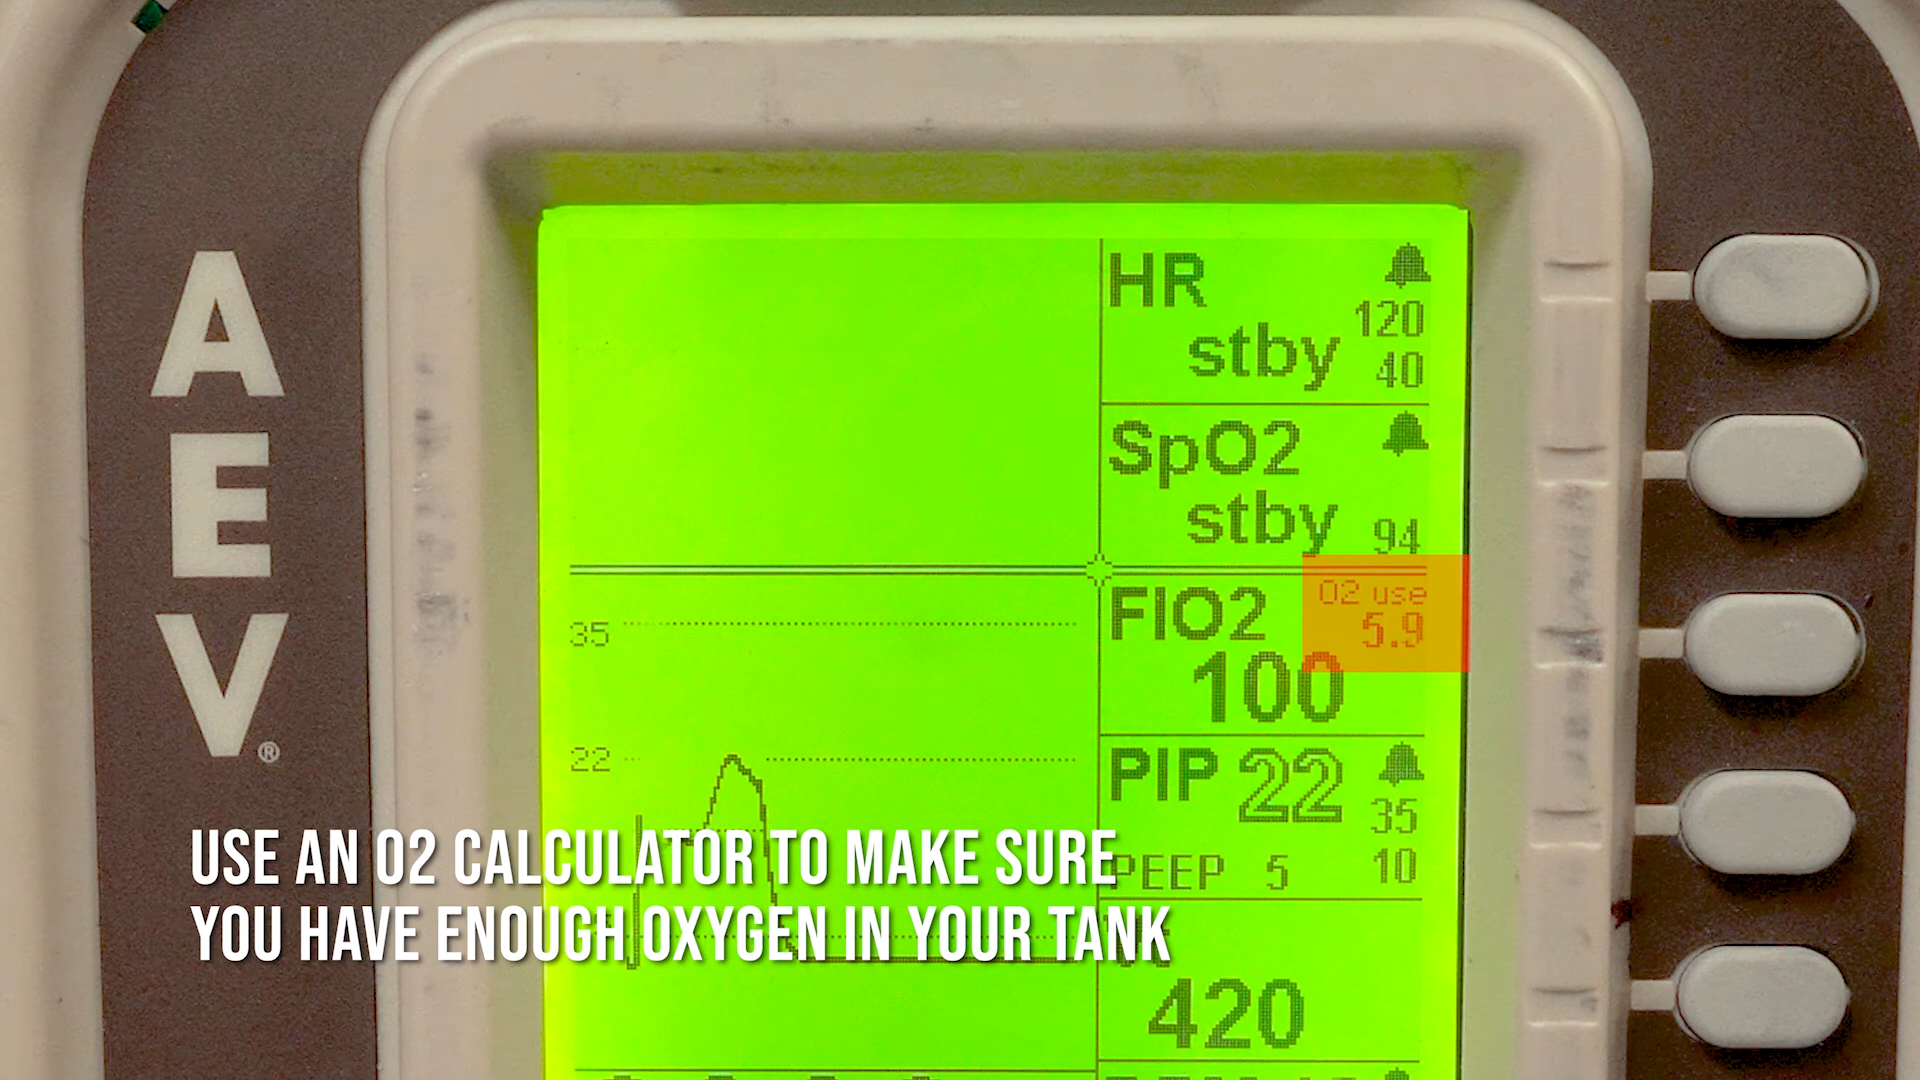 AEV®
HR
120
stby
40
SpO2
stby
94
FIO2
O2 use
5.9
100
35
22
PIP 22
35
PEEP 5
10
420
USE AN O2 CALCULATOR TO MAKE SURE
YOU HAVE ENOUGH OXYGEN IN YOUR TANK